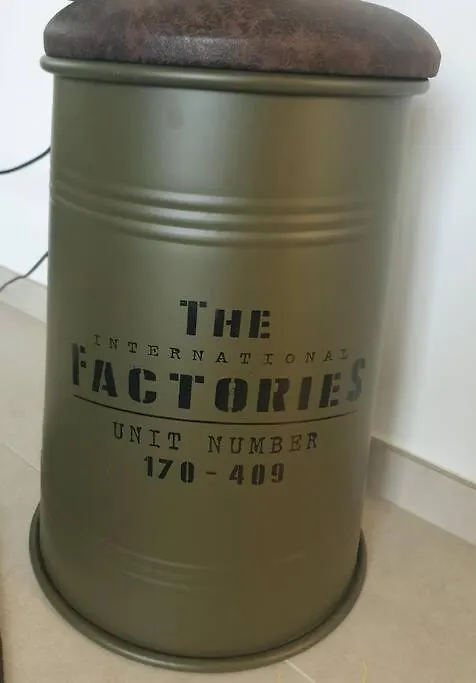 THE
INTERNATIONAL
FACTORIES
UNIT NUMBER
170-409